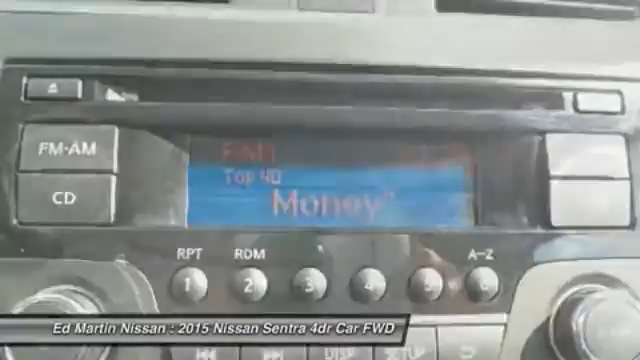 FM·AM
CD
FM1
Top 40
Money"
RPT RDM A-Z
1 2 3 4 5 6
Ed Martin Nissan : 2015 Nissan Sentra 4dr Car FWD
DISP SETUP